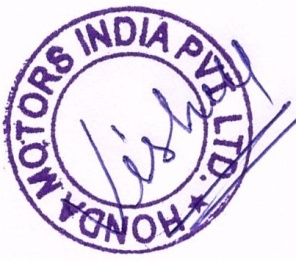 HONDA MOTORS INDIA PVT. LTD. ★